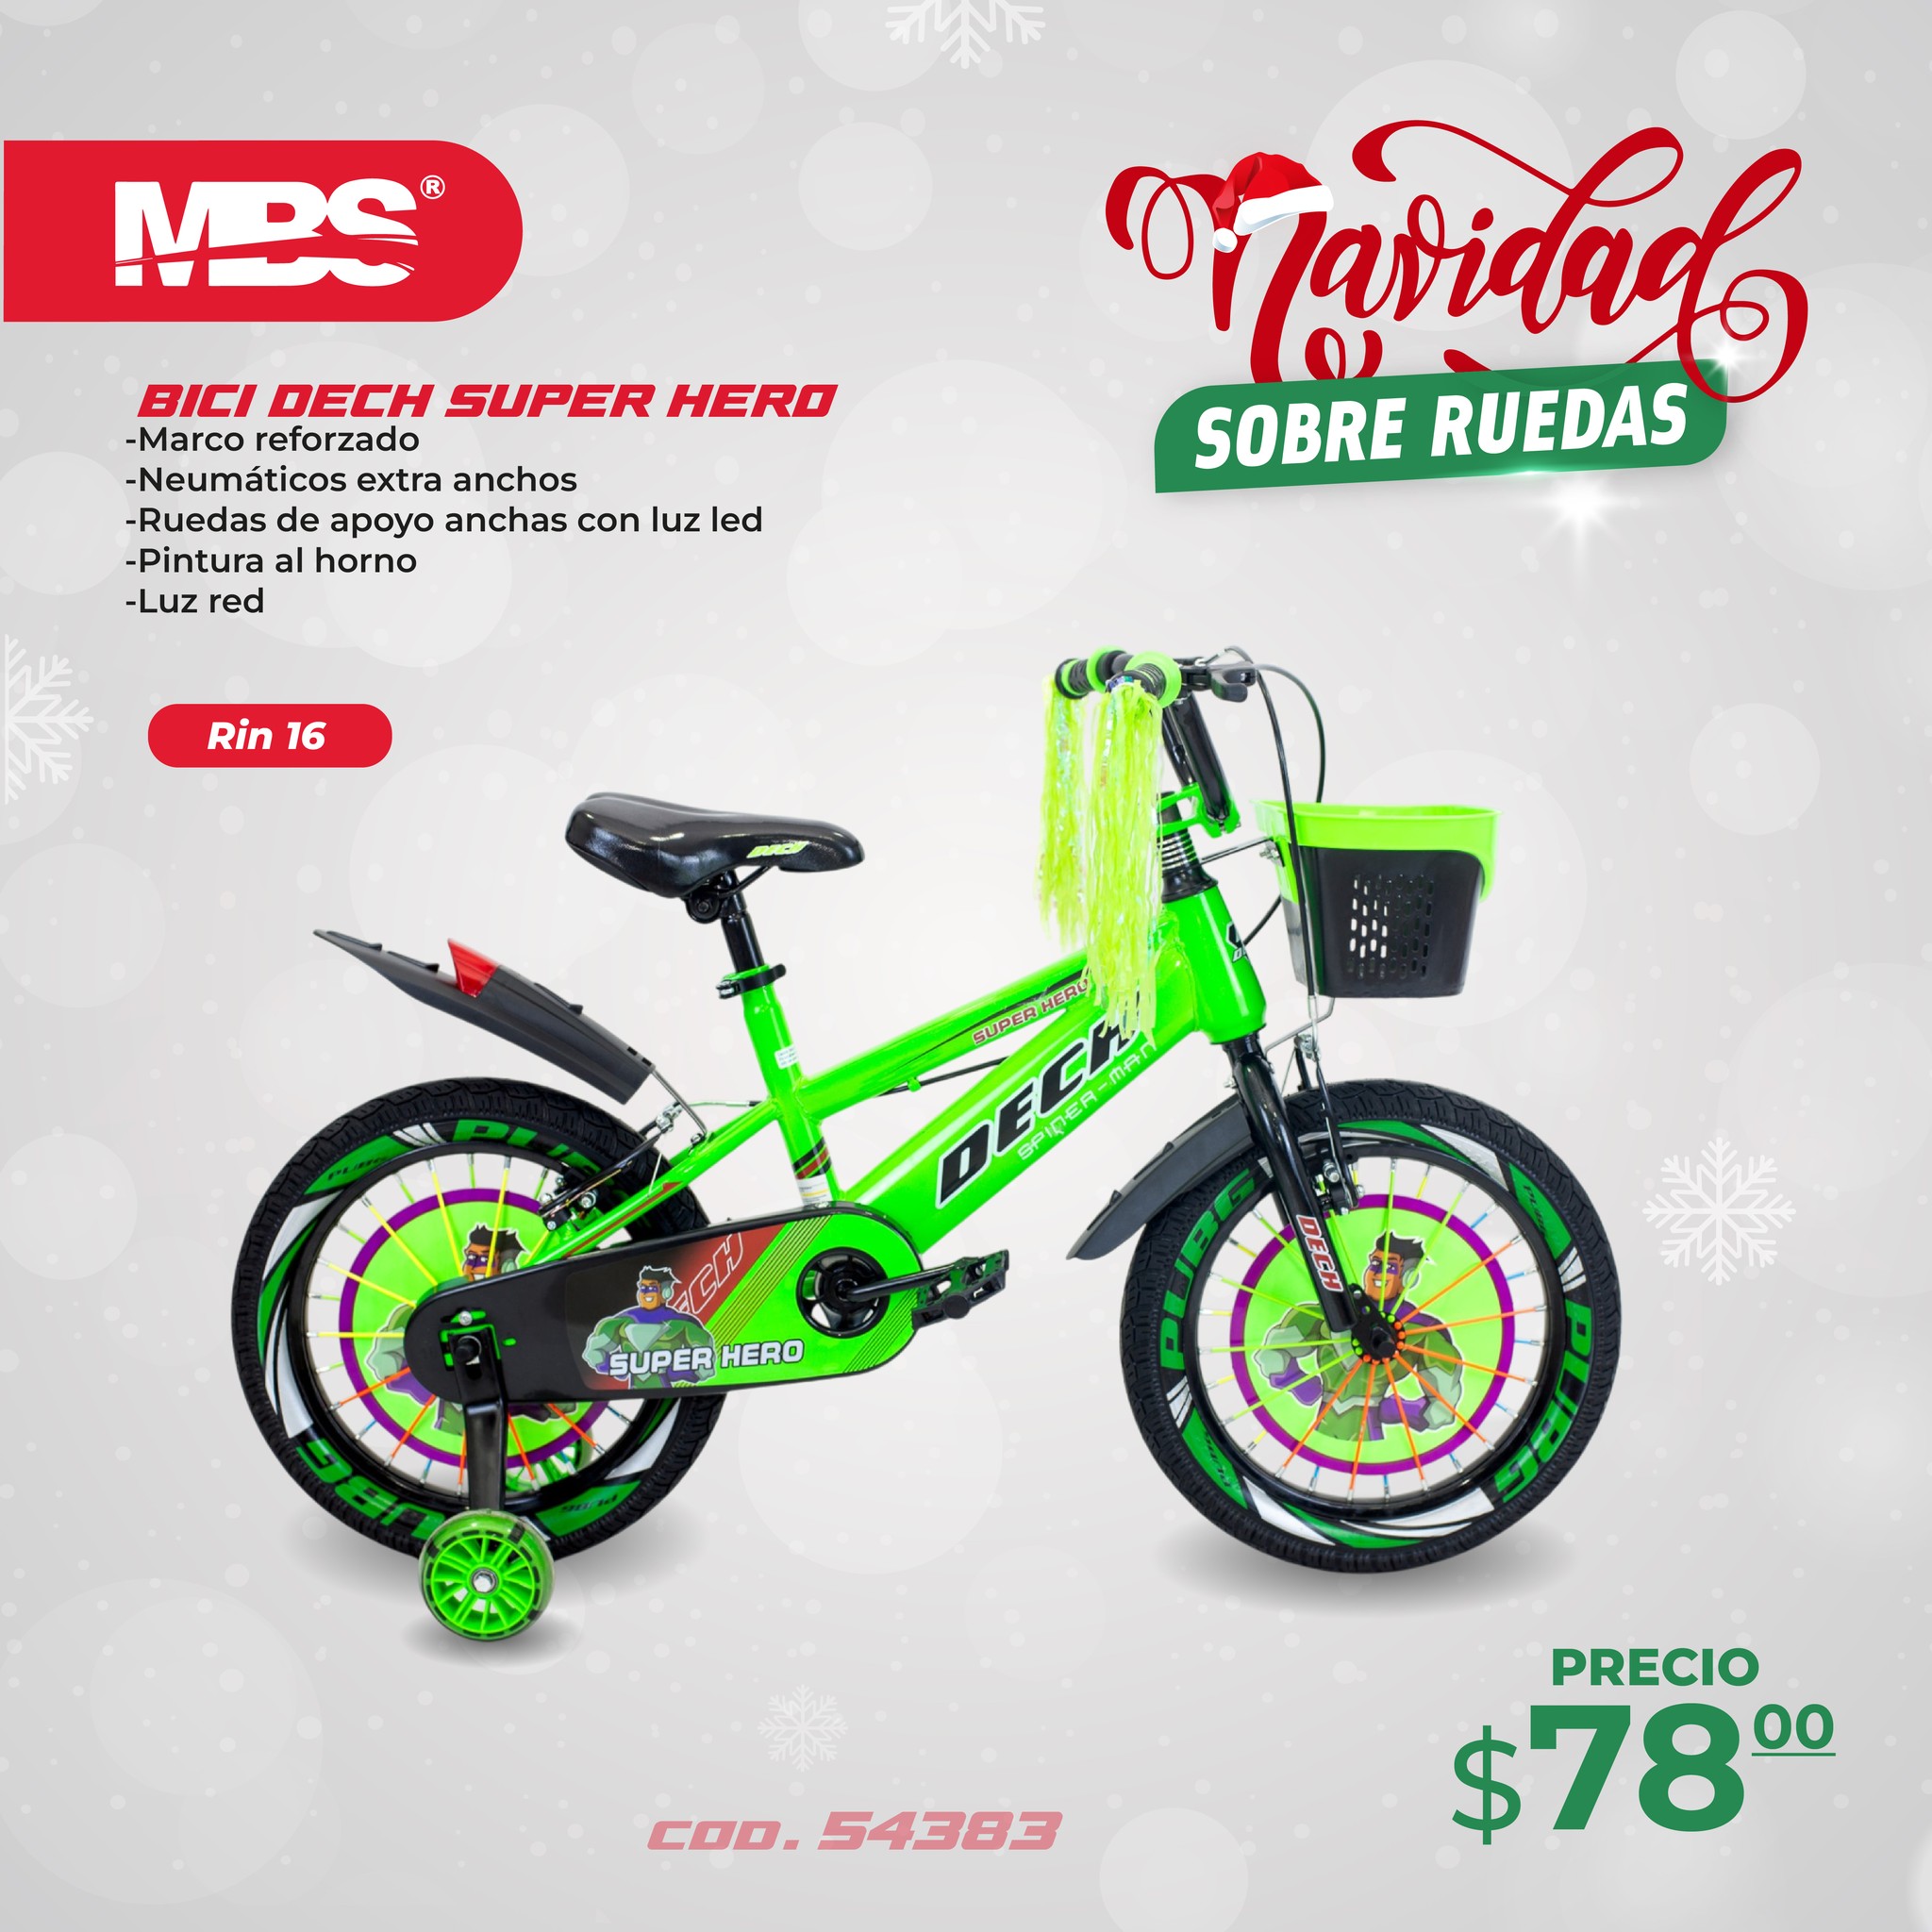 MBS®
Navidad
SOBRE RUEDAS
BICI DECH SUPER HERO
-Marco reforzado
-Neumáticos extra anchos
-Ruedas de apoyo anchas con luz led
-Pintura al horno
-Luz red
Rin 16
SUPER HERO
DECH
SPIDER-MAN
DECH
SUPER HERO
DECH
PUBG
PUBG
PUBG
PRECIO
$78 00
COD. 54383